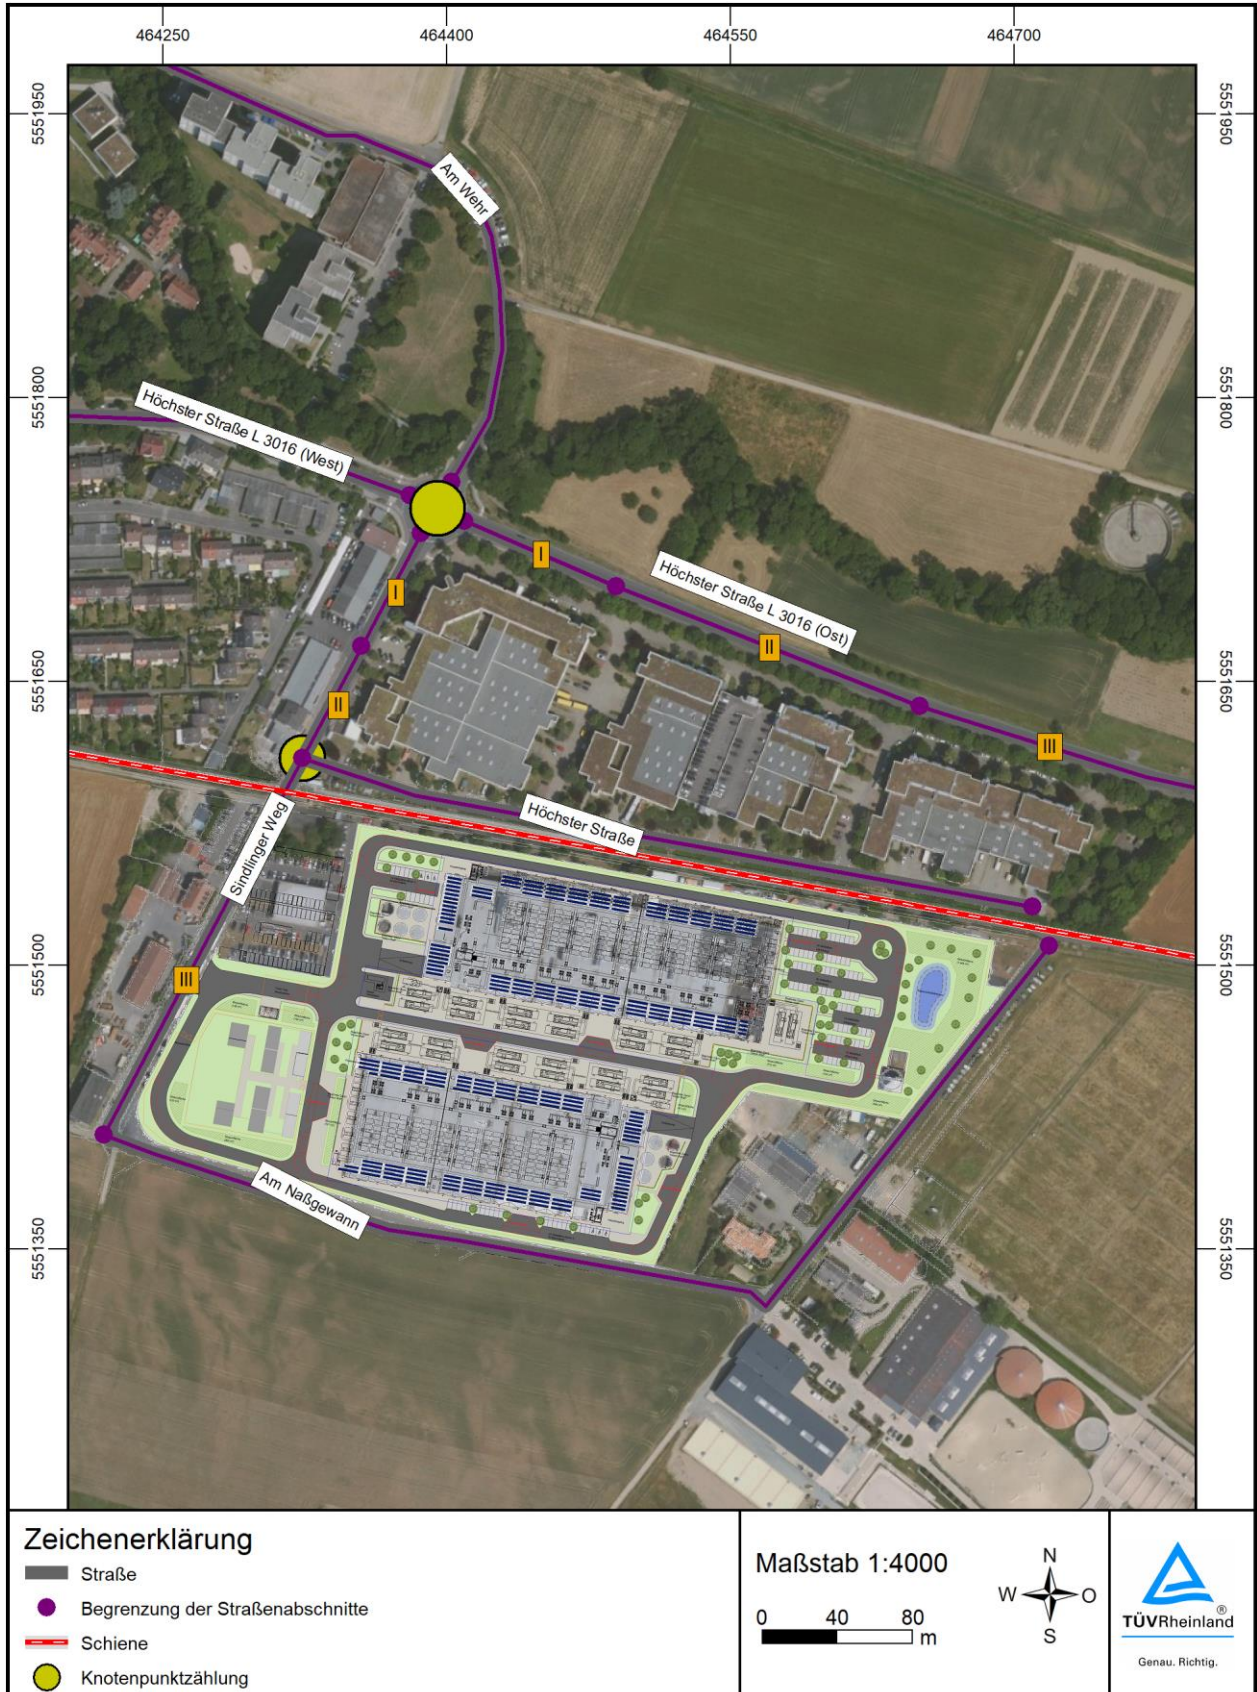 464250
464400
464550
464700
5551950
5551950
Am Wehr
5551800
5551800
Höchster Straße L 3016 (West)
I
I
Höchster Straße L 3016 (Ost)
II
5551650
5551650
II
III
Höchster Straße
Sindlinger Weg
5551500
5551500
III
Am Naßgewann
5551350
5551350
Zeichenerklärung
Straße
Begrenzung der Straßenabschnitte
Schiene
Knotenpunktzählung
Maßstab 1:4000
0 40 80
m
N
W O
S
TÜVRheinland
®
Genau. Richtig.